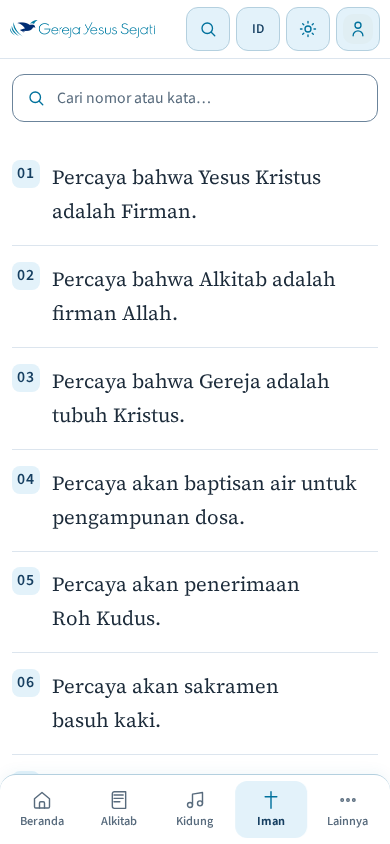 Gereja Yesus Sejati
ID
Cari nomor atau kata...
01
Percaya bahwa Yesus Kristus
adalah Firman.
02
Percaya bahwa Alkitab adalah
firman Allah.
03
Percaya bahwa Gereja adalah
tubuh Kristus.
04
Percaya akan baptisan air untuk
pengampunan dosa.
05
Percaya akan penerimaan
Roh Kudus.
06
Percaya akan sakramen
basuh kaki.
Beranda
Alkitab
Kidung
Iman
Lainnya